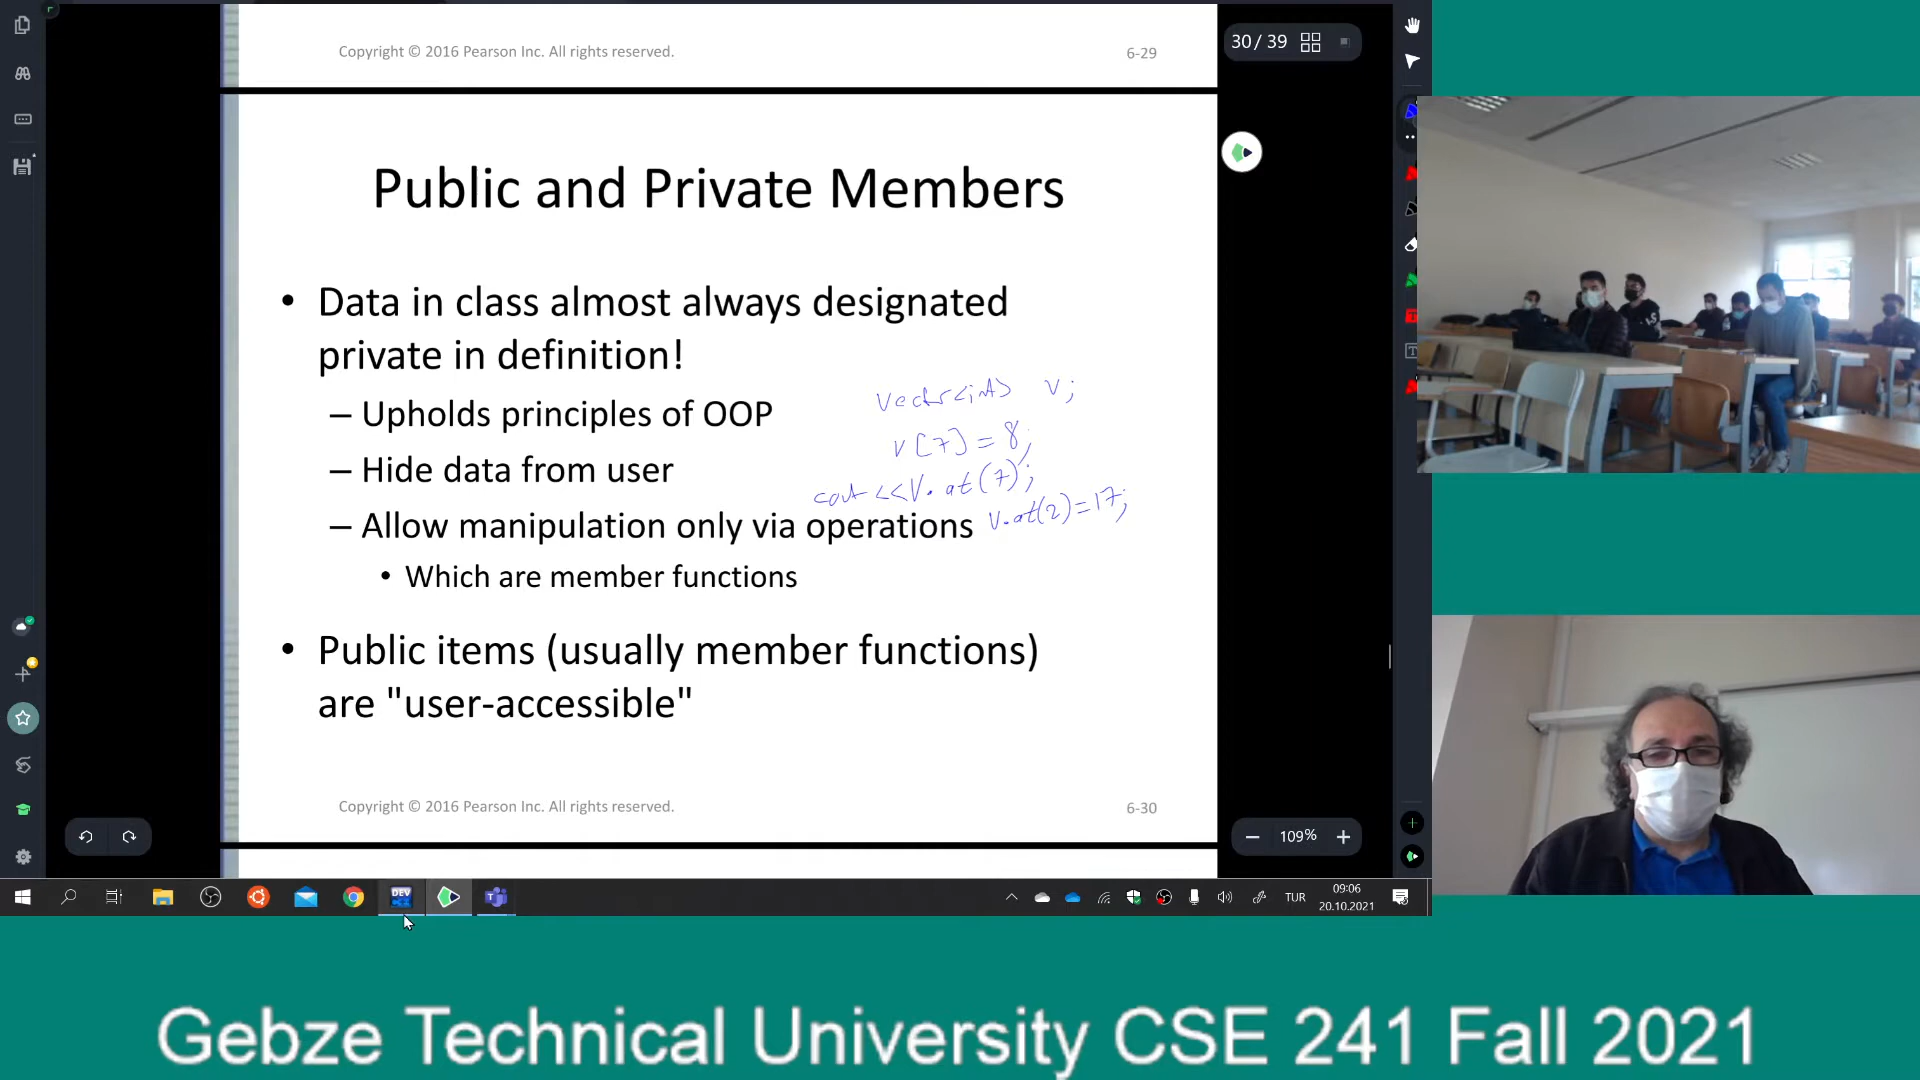 Copyright © 2016 Pearson Inc. All rights reserved.
6-29
30 / 39
Public and Private Members
• Data in class almost always designated
private in definition!
– Upholds principles of OOP
– Hide data from user
– Allow manipulation only via operations
• Which are member functions
vector<int> v;
v[7] = 8;
cout << v.at(7);
v.at(2)=17;
• Public items (usually member functions)
are "user-accessible"
Copyright © 2016 Pearson Inc. All rights reserved.
6-30
109%
DEV
TUR
09:06
20.10.2021
Gebze Technical University CSE 241 Fall 2021